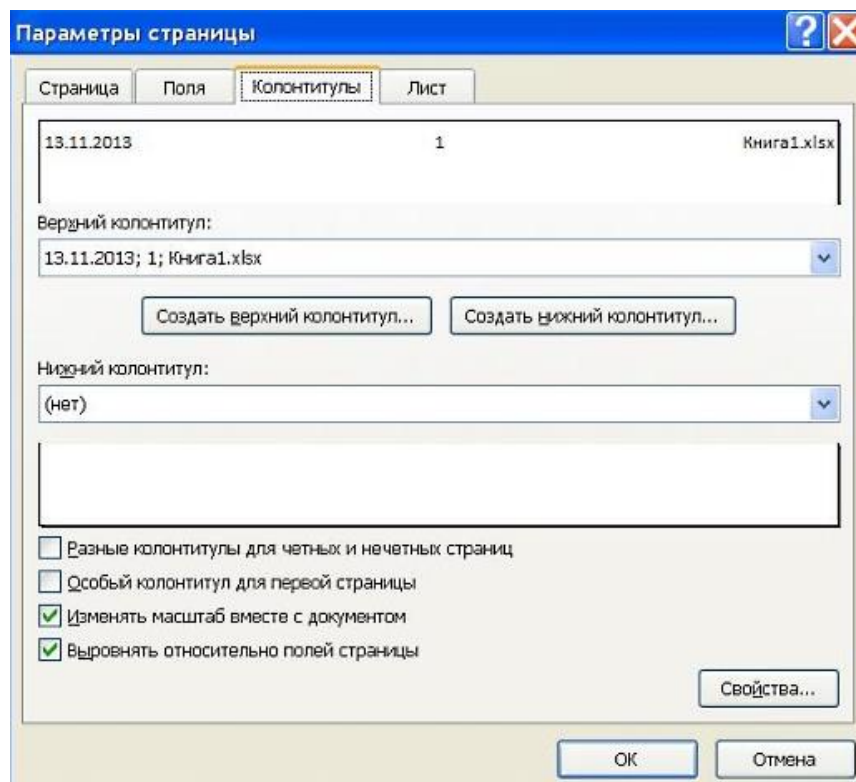 Параметры страницы
Страница Поля Колонтитулы Лист
13.11.2013 1 Книга1.xlsx
Верхний колонтитул:
13.11.2013; 1; Книга1.xlsx
Создать верхний колонтитул... Создать нижний колонтитул...
Нижний колонтитул:
(нет)
Разные колонтитулы для четных и нечетных страниц
Особый колонтитул для первой страницы
Изменять масштаб вместе с документом
Выровнять относительно полей страницы
Свойства...
ОК Отмена